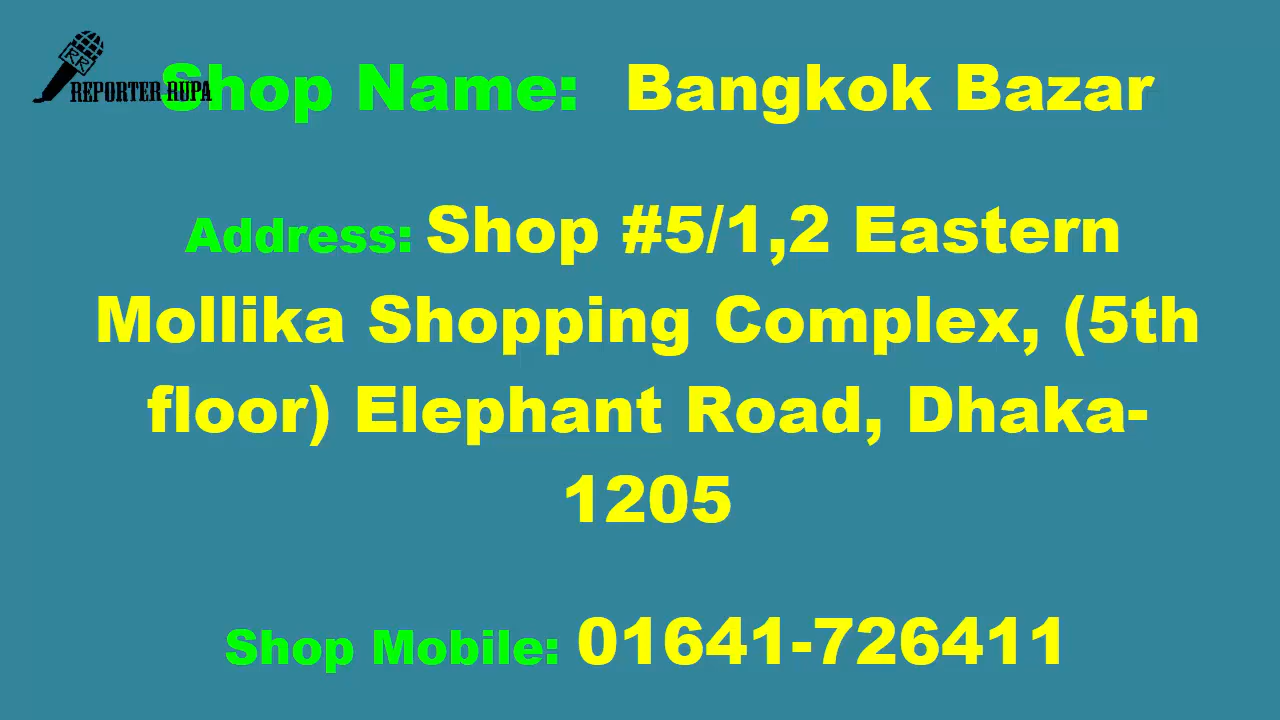 REPORTER RUPA
Shop Name: Bangkok Bazar
Address: Shop #5/1,2 Eastern
Mollika Shopping Complex, (5th
floor) Elephant Road, Dhaka-
1205
Shop Mobile: 01641-726411